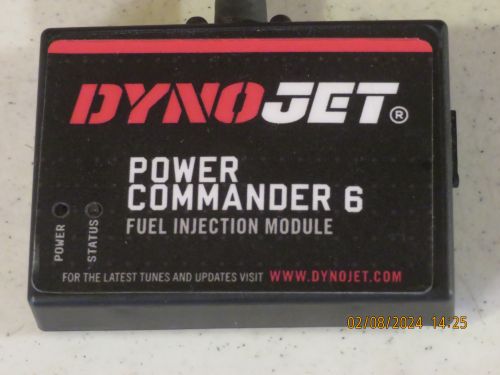 DYNOJET®
POWER
COMMANDER 6
FUEL INJECTION MODULE
POWER
STATUS
FOR THE LATEST TUNES AND UPDATES VISIT WWW.DYNOJET.COM
02/08/2024 14:25